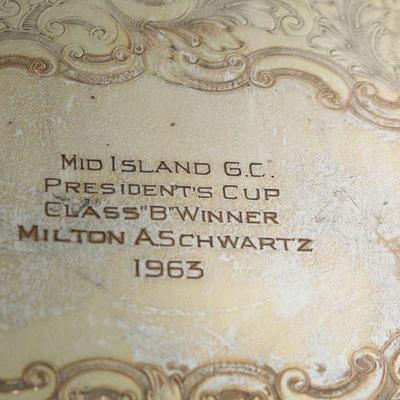 MID ISLAND G.C.
PRESIDENT'S CUP
CLASS "B" WINNER
MILTON A. SCHWARTZ
1963